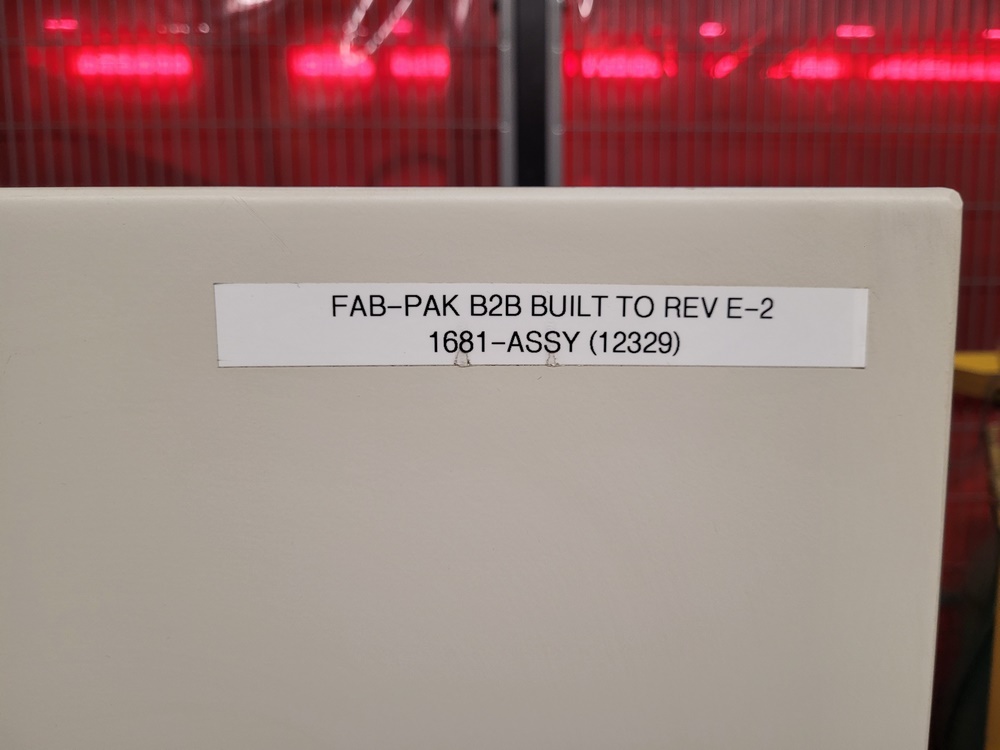 FAB-PAK B2B BUILT TO REV E-2
1681-ASSY (12329)